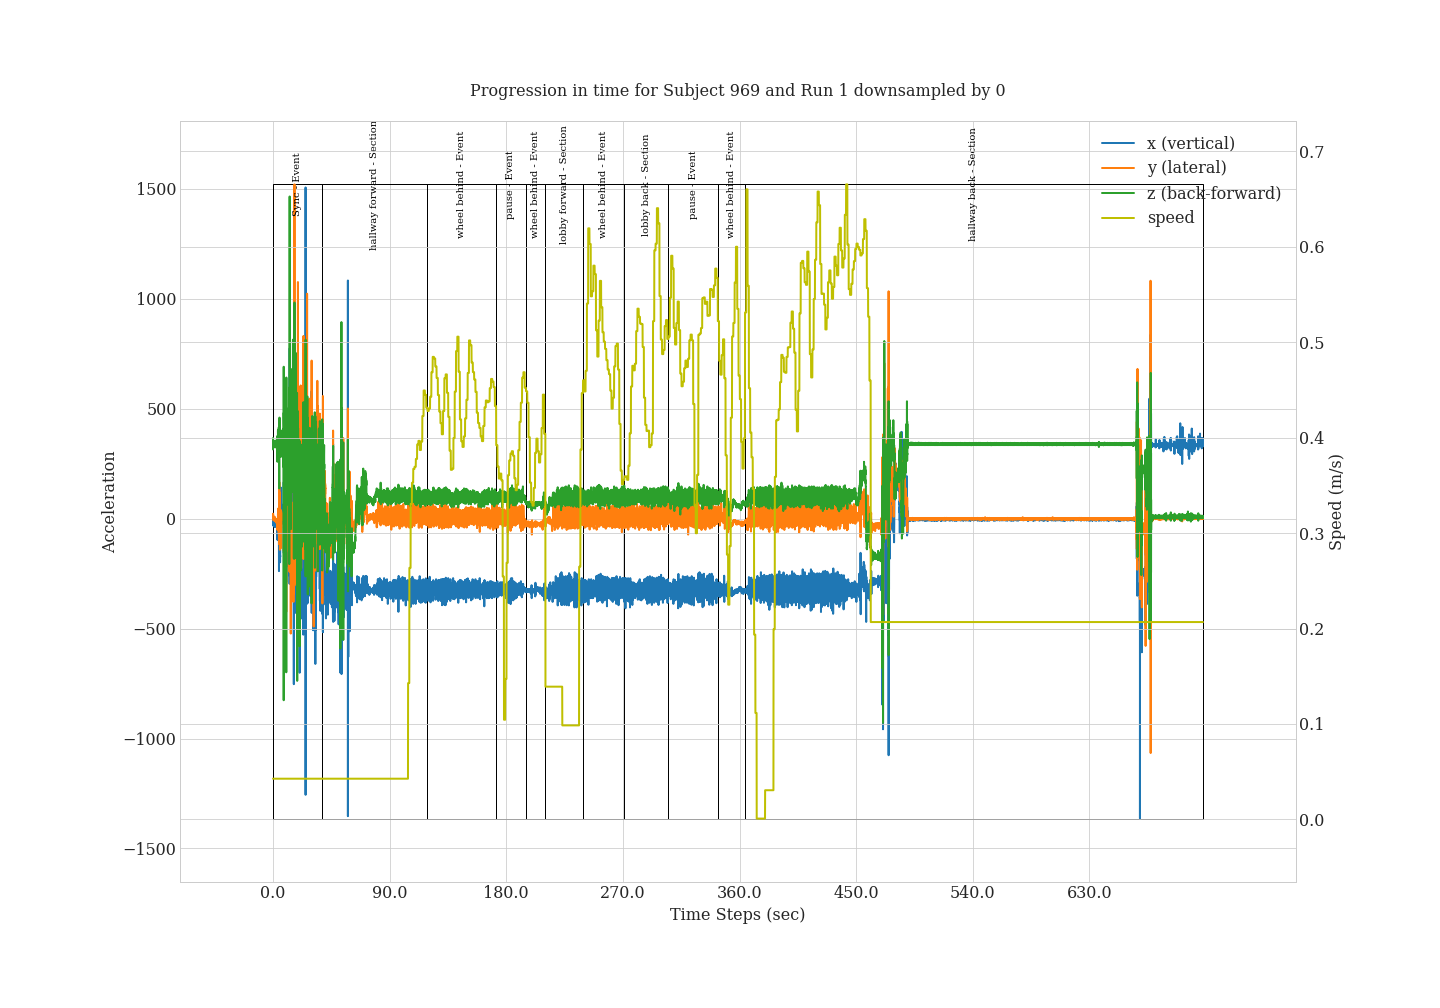 Progression in time for Subject 969 and Run 1 downsampled by 0
Sync - Event
hallway forward - Section
wheel behind - Event
pause - Event
wheel behind - Event
lobby forward - Section
wheel behind - Event
lobby back - Section
pause - Event
wheel behind - Event
hallway back - Section
x (vertical)
y (lateral)
z (back-forward)
speed
1500
1000
500
0
−500
−1000
−1500
Acceleration
0.7
0.6
0.5
0.4
0.3
0.2
0.1
0.0
Speed (m/s)
0.0 90.0 180.0 270.0 360.0 450.0 540.0 630.0
Time Steps (sec)